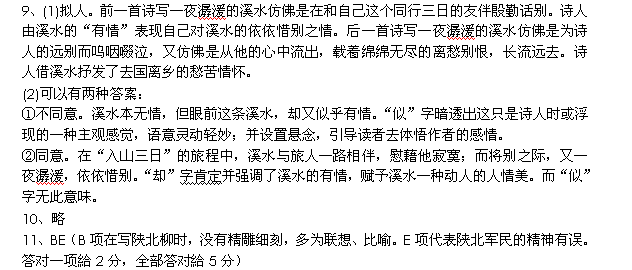 9、(1)拟人。前一首诗写一夜潺湲的溪水仿佛是在和自己这个同行三日的友伴殷勤话别。诗人
由溪水的“有情”表现自己对溪水的依依惜别之情。后一首诗写一夜潺湲的溪水仿佛是为诗人
的远别而呜咽啜泣，又仿佛是从他的心中流出，载着绵绵无尽的离愁别恨，长流远去。诗
人借溪水抒发了去国离乡的愁苦情怀。
(2)可以有两种答案：
①不同意。溪水本无情，但眼前这条溪水，却又似乎有情。“似”字暗透出这只是诗人时或浮
现的一种主观感觉，语意灵动轻妙；并设置悬念，引导读者去体悟作者的感情。
②同意。在“入山三日”的旅程中，溪水与旅人一路相伴，慰藉他寂寞；而将别之际，又一
夜潺湲，依依惜别。“却”字肯定并强调了溪水的有情，赋予溪水一种动人的人情美。而“似”
字无此意味。
10、略
11、BE（B 项在写陕北柳时，没有精雕细刻，多为联想、比喻。E 项代表陕北军民的精神有误。
答对一项给 2 分，全部答对给 5 分）